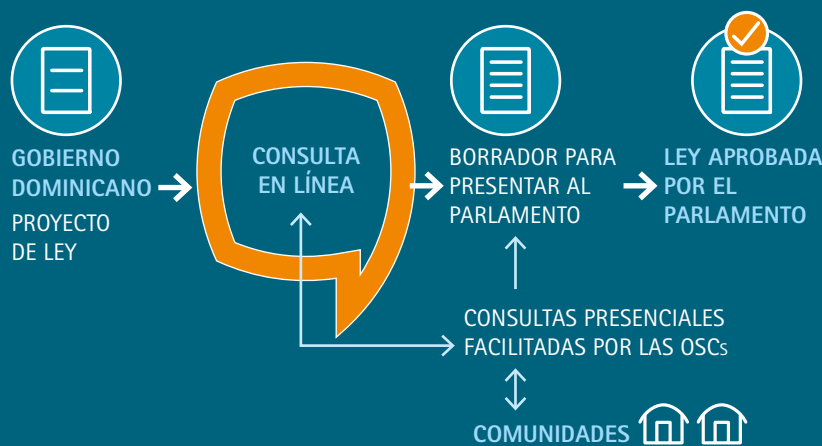 GOBIERNO
DOMINICANO
PROYECTO
DE LEY
CONSULTA
EN LÍNEA
BORRADOR PARA
PRESENTAR AL
PARLAMENTO
LEY APROBADA
POR EL
PARLAMENTO
CONSULTAS PRESENCIALES
FACILITADAS POR LAS OSCs
COMUNIDADES